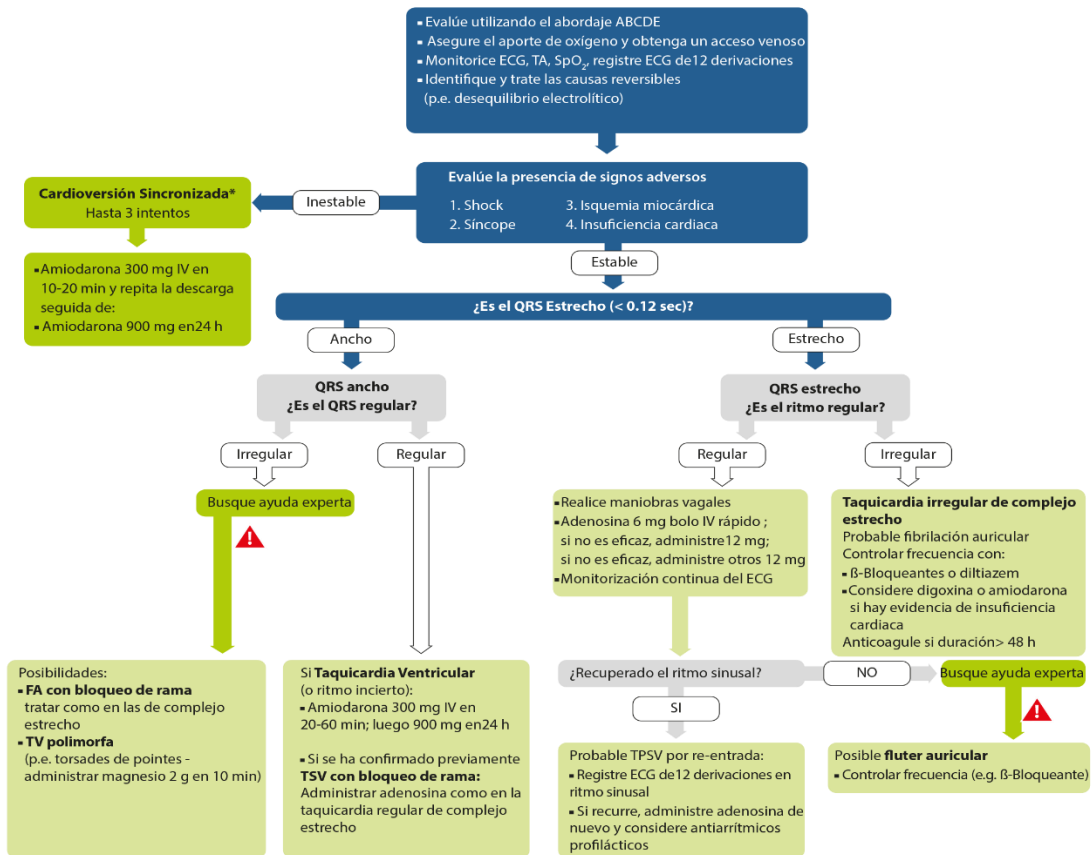 ▪ Evalúe utilizando el abordaje ABCDE
▪ Asegure el aporte de oxígeno y obtenga un acceso venoso
▪ Monitorice ECG, TA, SpO₂, registre ECG de12 derivaciones
▪ Identifique y trate las causas reversibles
(p.e. desequilibrio electrolítico)
Evalúe la presencia de signos adversos
1. Shock 3. Isquemia miocárdica
2. Síncope 4. Insuficiencia cardiaca
Inestable
Cardioversión Sincronizada*
Hasta 3 intentos
▪Amiodarona 300 mg IV en
10-20 min y repita la descarga
seguida de:
▪Amiodarona 900 mg en24 h
Estable
¿Es el QRS Estrecho (< 0.12 sec)?
Ancho
Estrecho
QRS ancho
¿Es el QRS regular?
Irregular
Regular
Busque ayuda experta
!
Posibilidades:
▪ FA con bloqueo de rama
tratar como en las de complejo
estrecho
▪ TV polimorfa
(p.e. torsades de pointes -
administrar magnesio 2 g en 10 min)
Si Taquicardia Ventricular
(o ritmo incierto):
▪ Amiodarona 300 mg IV en
20-60 min; luego 900 mg en24 h
▪ Si se ha confirmado previamente
TSV con bloqueo de rama:
Administrar adenosina como en la
taquicardia regular de complejo
estrecho
QRS estrecho
¿Es el ritmo regular?
Regular
Irregular
▪Realice maniobras vagales
▪Adenosina 6 mg bolo IV rápido ;
si no es eficaz, administre12 mg;
si no es eficaz, administre otros 12 mg
▪Monitorización continua del ECG
Taquicardia irregular de complejo
estrecho
Probable fibrilación auricular
Controlar frecuencia con:
▪ ß-Bloqueantes o diltiazem
▪ Considere digoxina o amiodarona
si hay evidencia de insuficiencia
cardiaca
Anticoagule si duración> 48 h
¿Recuperado el ritmo sinusal?
NO
Busque ayuda experta
!
SI
Probable TPSV por re-entrada:
▪ Registre ECG de12 derivaciones en
ritmo sinusal
▪ Si recurre, administre adenosina de
nuevo y considere antiarrítmicos
profilácticos
Posible fluter auricular
▪ Controlar frecuencia (e.g. ß-Bloqueante)